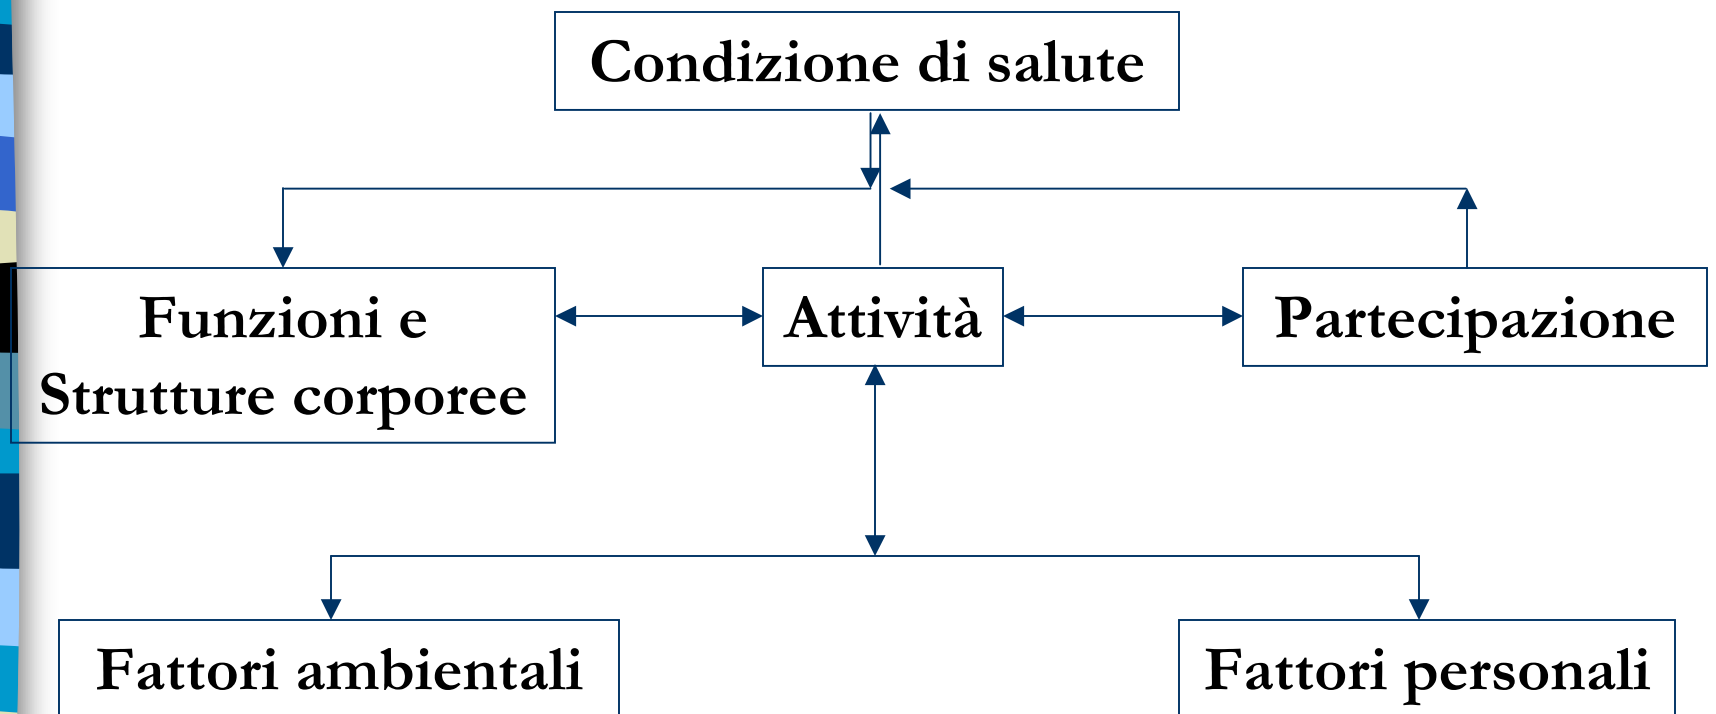 Condizione di salute
Funzioni e
Strutture corporee
Attività
Partecipazione
Fattori ambientali
Fattori personali